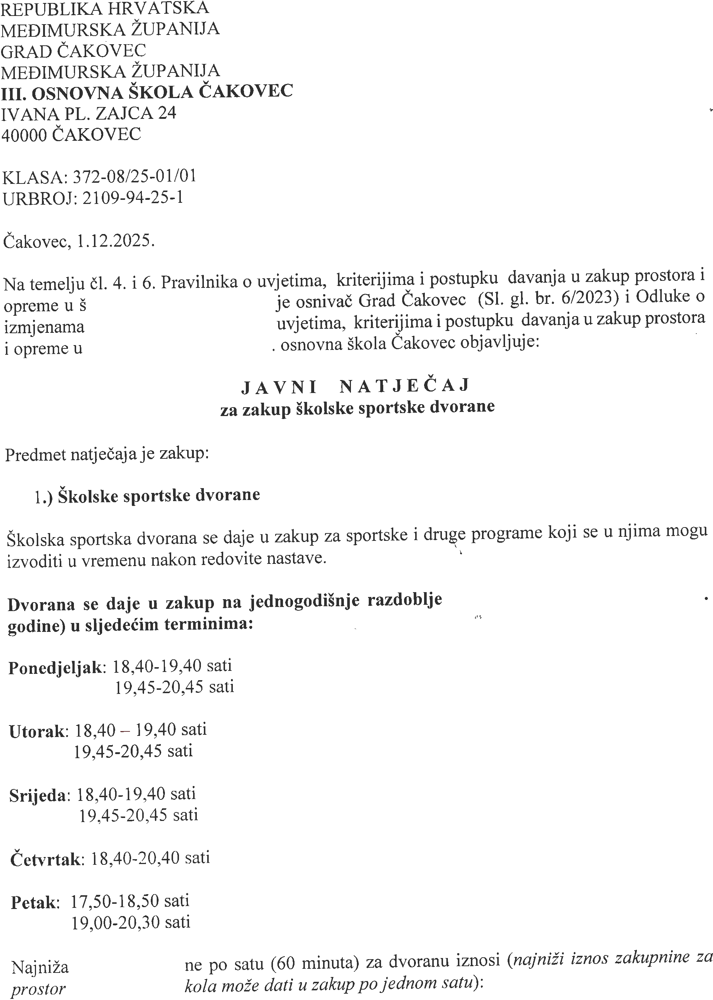 REPUBLIKA HRVATSKA
MEĐIMURSKA ŽUPANIJA
GRAD ČAKOVEC
MEĐIMURSKA ŽUPANIJA
III. OSNOVNA ŠKOLA ČAKOVEC
IVANA PL. ZAJCA 24
40000 ČAKOVEC
KLASA: 372-08/25-01/01
URBROJ: 2109-94-25-1
Čakovec, 1.12.2025.
Na temelju čl. 4. i 6. Pravilnika o uvjetima, kriterijima i postupku davanja u zakup prostora i
opreme u š je osnivač Grad Čakovec (Sl. gl. br. 6/2023) i Odluke o
izmjenama uvjetima, kriterijima i postupku davanja u zakup prostora
i opreme u . osnovna škola Čakovec objavljuje:
J A V N I N A T J E Č A J
za zakup školske sportske dvorane
Predmet natječaja je zakup:
1.) Školske sportske dvorane
Školska sportska dvorana se daje u zakup za sportske i druge programe koji se u njima mogu
izvoditi u vremenu nakon redovite nastave.
Dvorana se daje u zakup na jednogodišnje razdoblje
godine) u sljedećim terminima:
Ponedjeljak: 18,40-19,40 sati
19,45-20,45 sati
Utorak: 18,40 – 19,40 sati
19,45-20,45 sati
Srijeda: 18,40-19,40 sati
19,45-20,45 sati
Četvrtak: 18,40-20,40 sati
Petak: 17,50-18,50 sati
19,00-20,30 sati
Najniža ne po satu (60 minuta) za dvoranu iznosi (najniži iznos zakupnine za
prostor kola može dati u zakup po jednom satu):